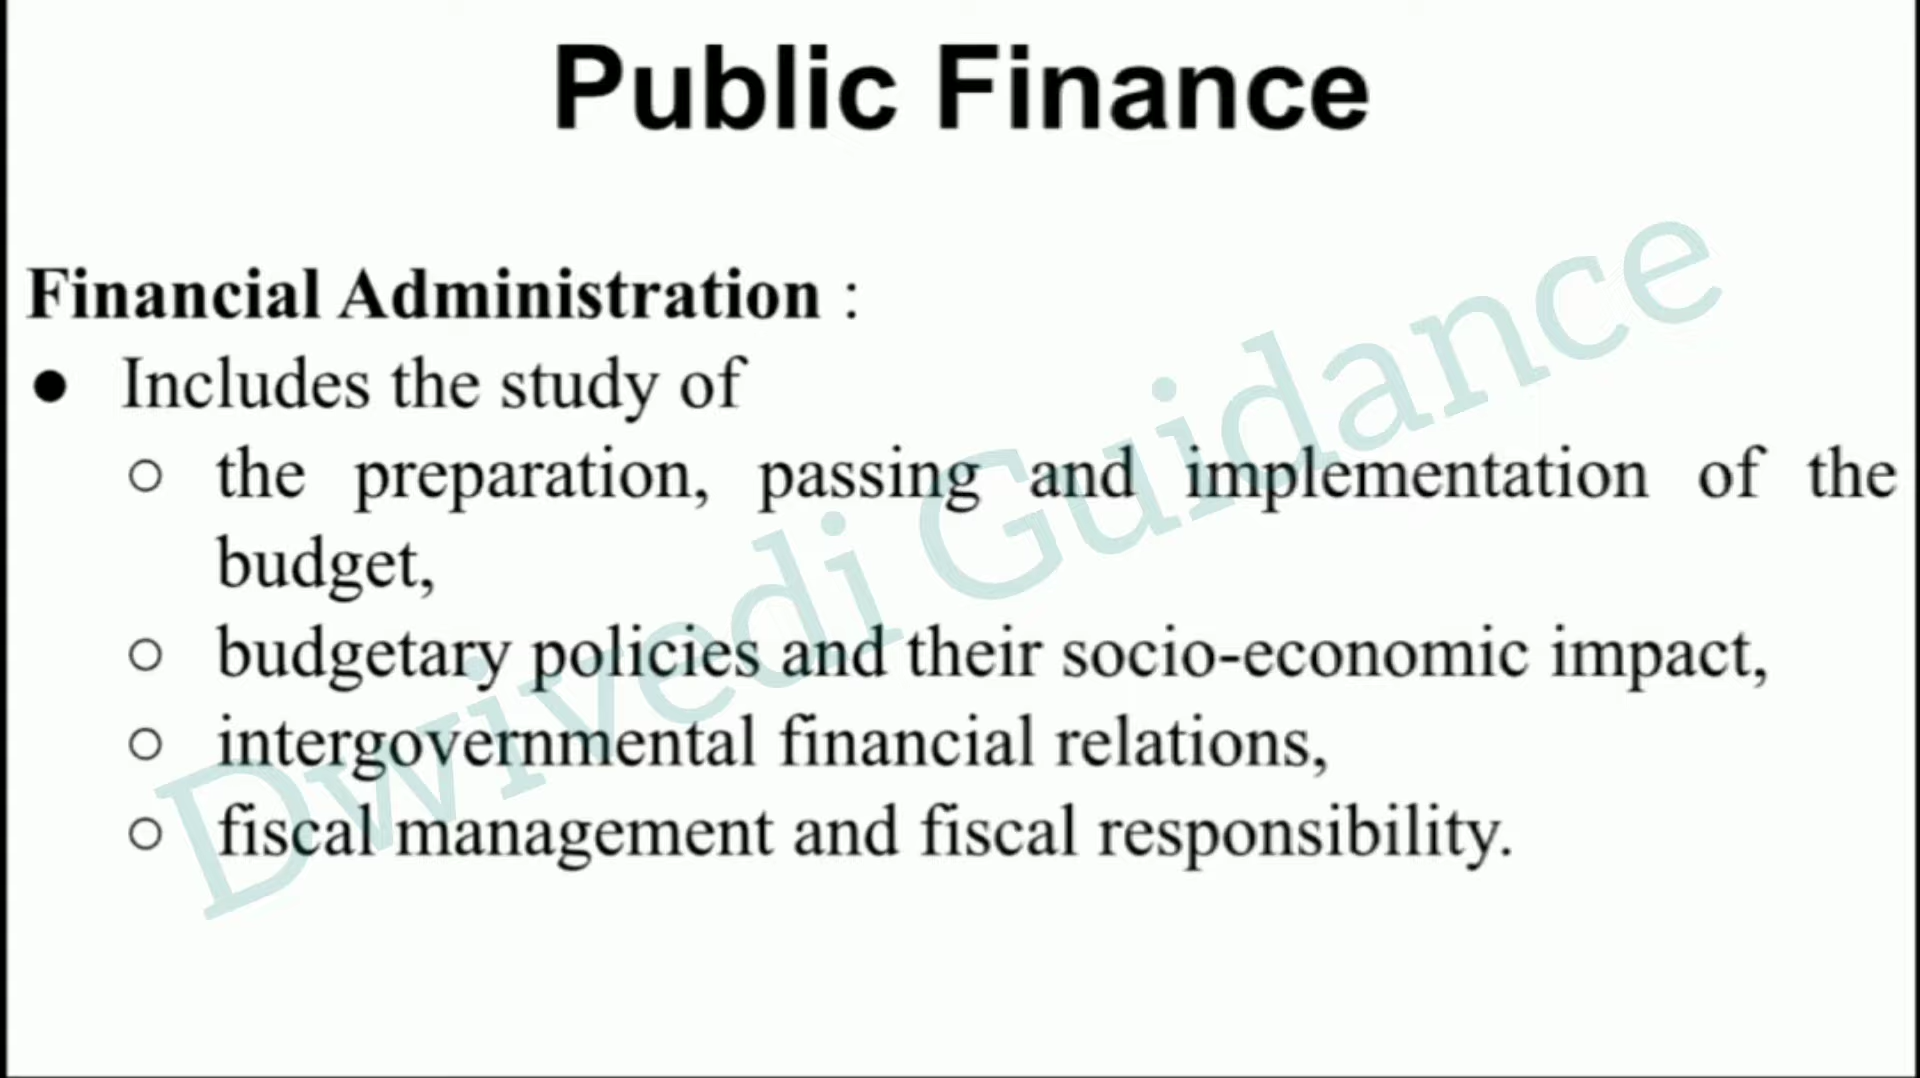 Public Finance
Financial Administration :
● Includes the study of
○ the preparation, passing and implementation of the
budget,
○ budgetary policies and their socio-economic impact,
○ intergovernmental financial relations,
○ fiscal management and fiscal responsibility.
Dwivedi Guidance